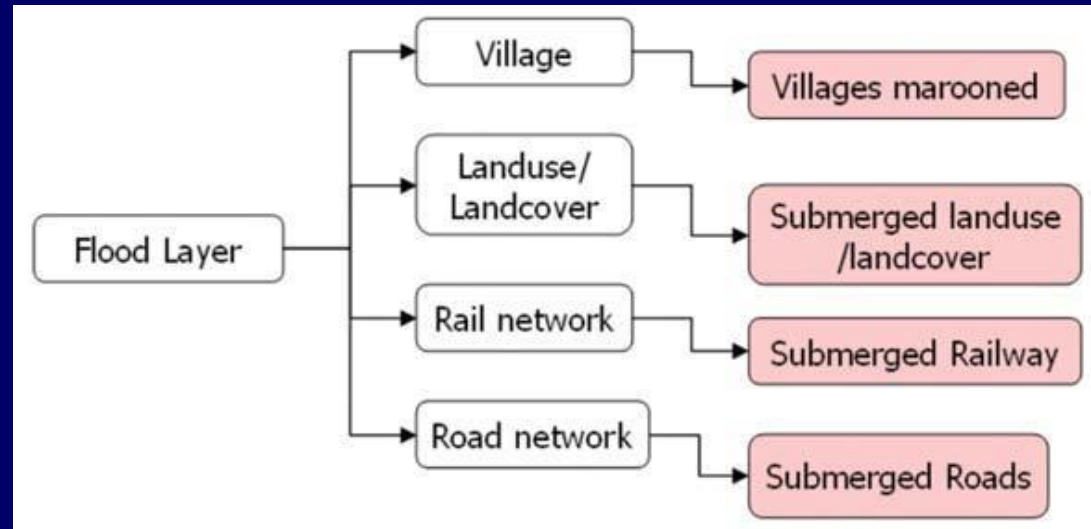 Village
Villages marooned
Landuse/
Landcover
Submerged landuse
/landcover
Flood Layer
Rail network
Submerged Railway
Road network
Submerged Roads